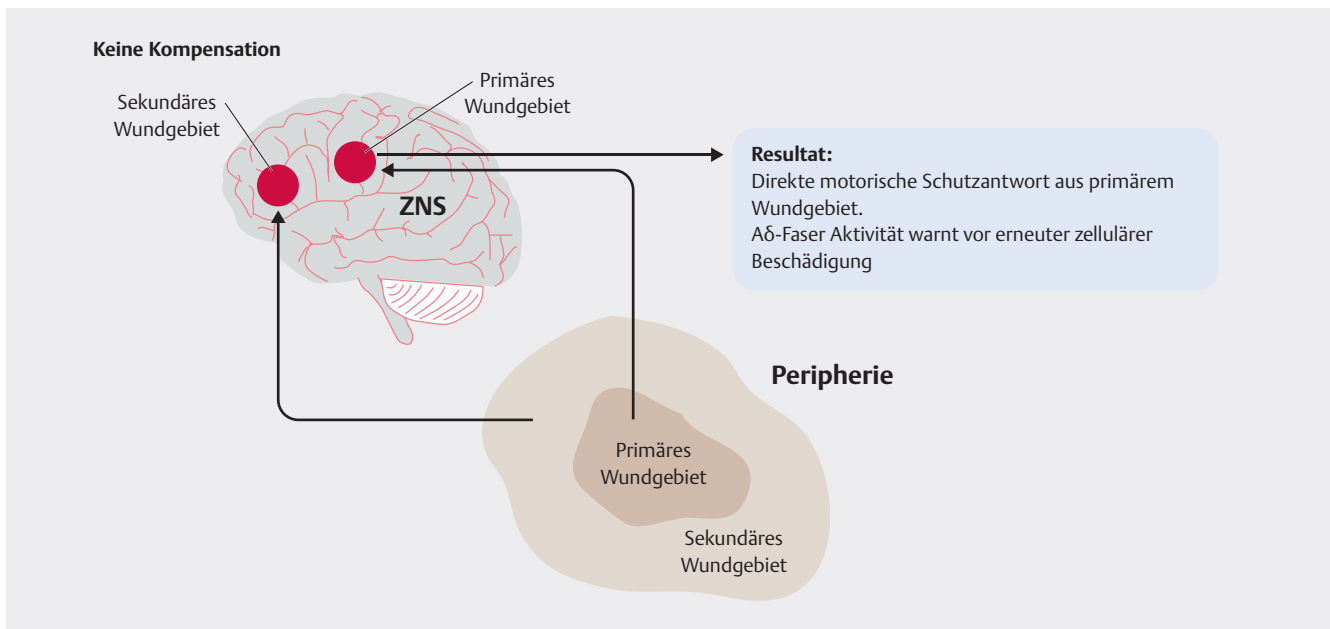 Keine Kompensation
Primäres
Wundgebiet
Sekundäres
Wundgebiet
ZNS
Resultat:
Direkte motorische Schutzantwort aus primärem
Wundgebiet.
Aδ-Faser Aktivität warnt vor erneuter zellulärer
Beschädigung
Peripherie
Primäres
Wundgebiet
Sekundäres
Wundgebiet